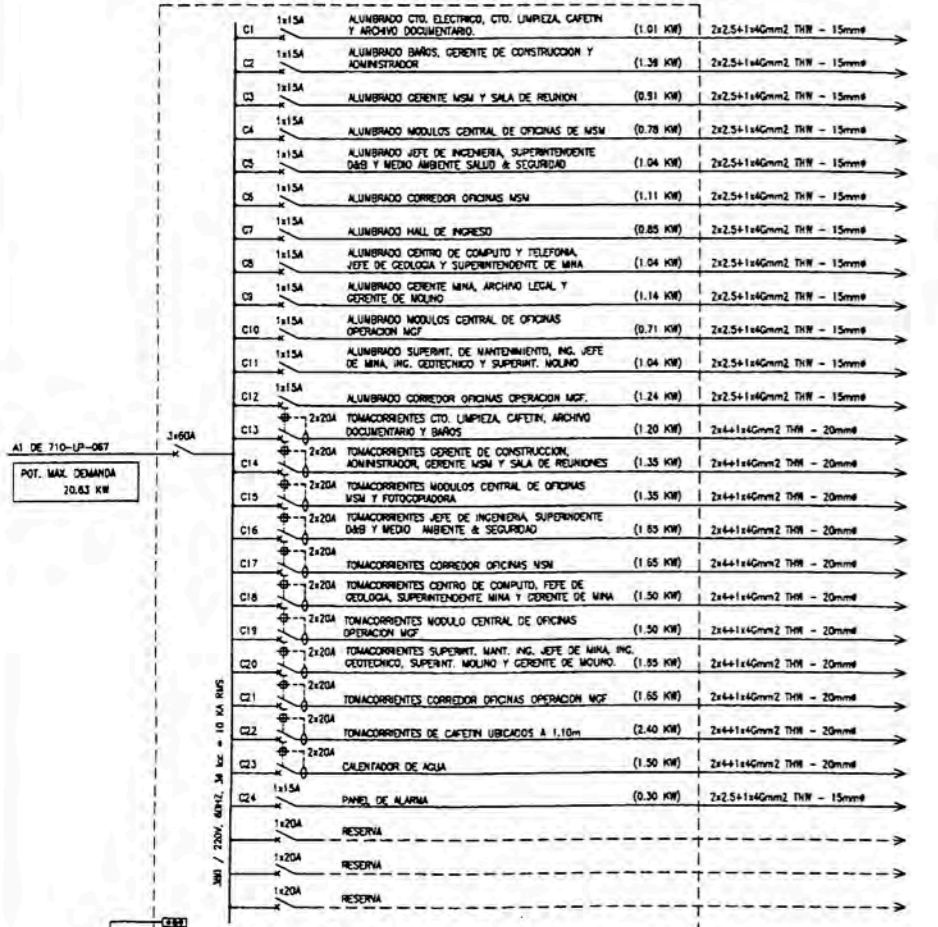 1x15A
C1 ALUMBRADO CTO. ELECTRICO, CTO. LIMPIEZA, CAFETIN
Y ARCHIVO DOCUMENTARIO. (1.01 KW) 2x2.5+1x4Gmm2 THW - 15mmø
1x15A
C2 ALUMBRADO BAÑOS, GERENTE DE CONSTRUCCION Y
ADMINISTRADOR (1.38 KW) 2x2.5+1x4Gmm2 THW - 15mmø
1x15A
C3 ALUMBRADO GERENTE MSM Y SALA DE REUNION (0.51 KW) 2x2.5+1x4Gmm2 THW - 15mmø
1x15A
C4 ALUMBRADO MODULOS CENTRAL DE OFICINAS DE MSM (0.78 KW) 2x2.5+1x4Gmm2 THW - 15mmø
1x15A
C5 ALUMBRADO JEFE DE INGENIERIA, SUPERINTENDENTE
D&B Y MEDIO AMBIENTE SALUD & SEGURIDAD (1.04 KW) 2x2.5+1x4Gmm2 THW - 15mmø
1x15A
C6 ALUMBRADO CORREDOR OFICINAS MSM (1.11 KW) 2x2.5+1x4Gmm2 THW - 15mmø
1x15A
C7 ALUMBRADO HALL DE INGRESO (0.85 KW) 2x2.5+1x4Gmm2 THW - 15mmø
1x15A
C8 ALUMBRADO CENTRO DE COMPUTO Y TELEFONIA,
JEFE DE GEOLOGIA Y SUPERINTENDENTE DE MINA (1.04 KW) 2x2.5+1x4Gmm2 THW - 15mmø
1x15A
C9 ALUMBRADO GERENTE MINA, ARCHIVO LEGAL Y
GERENTE DE MOLINO (1.14 KW) 2x2.5+1x4Gmm2 THW - 15mmø
1x15A
C10 ALUMBRADO MODULOS CENTRAL DE OFICINAS
OPERACION MGF (0.71 KW) 2x2.5+1x4Gmm2 THW - 15mmø
1x15A
C11 ALUMBRADO SUPERINT. DE MANTENIMIENTO, ING. JEFE
DE MINA, ING. GEOTECNICO Y SUPERINT. MOLINO (1.04 KW) 2x2.5+1x4Gmm2 THW - 15mmø
1x15A
C12 ALUMBRADO CORREDOR OFICINAS OPERACION MGF. (1.24 KW) 2x2.5+1x4Gmm2 THW - 15mmø
2x20A
C13 TOMACORRIENTES CTO. LIMPIEZA, CAFETIN, ARCHIVO
DOCUMENTARIO Y BAÑOS (1.20 KW) 2x4+1x4Gmm2 THW - 20mmø
A1 DE 710-LP-067 3x60A
POT. MAX. DEMANDA
20.63 KW
2x20A
C14 TOMACORRIENTES GERENTE DE CONSTRUCCION,
ADMINISTRADOR, GERENTE MSM Y SALA DE REUNIONES (1.35 KW) 2x4+1x4Gmm2 THW - 20mmø
2x20A
C15 TOMACORRIENTES MODULOS CENTRAL DE OFICINAS
MSM Y FOTOCOPIADORA (1.35 KW) 2x4+1x4Gmm2 THW - 20mmø
2x20A
C16 TOMACORRIENTES JEFE DE INGENIERIA, SUPERINDENTE
D&B Y MEDIO AMBIENTE & SEGURIDAD (1.65 KW) 2x4+1x4Gmm2 THW - 20mmø
2x20A
C17 TOMACORRIENTES CORREDOR OFICINAS MSM (1.65 KW) 2x4+1x4Gmm2 THW - 20mmø
2x20A
C18 TOMACORRIENTES CENTRO DE COMPUTO, FEFE DE
GEOLOGIA, SUPERINTENDENTE MINA Y GERENTE DE MINA (1.50 KW) 2x4+1x4Gmm2 THW - 20mmø
2x20A
C19 TOMACORRIENTES MODULO CENTRAL DE OFICINAS
OPERACION MGF (1.50 KW) 2x4+1x4Gmm2 THW - 20mmø
2x20A
C20 TOMACORRIENTES SUPERINT. MANT. ING. JEFE DE MINA, ING.
GEOTECNICO, SUPERINT. MOLINO Y GERENTE DE MOLINO. 2x4+1x4Gmm2 THW - 20mmø
2x20A
C21 TOMACORRIENTES CORREDOR OFICINAS OPERACION MGF (1.65 KW) 2x4+1x4Gmm2 THW - 20mmø
2x20A
C22 TOMACORRIENTES DE CAFETIN UBICADOS A 1.10m (2.40 KW) 2x4+1x4Gmm2 THW - 20mmø
2x20A
C23 CALENTADOR DE AGUA (1.50 KW) 2x4+1x4Gmm2 THW - 20mmø
1x15A
C24 PANEL DE ALARMA (0.30 KW) 2x2.5+1x4Gmm2 THW - 15mmø
1x20A
RESERVA
1x20A
RESERVA
1x20A
RESERVA
380 / 220V, 60HZ, 3ø Icc = 10 KA RMS